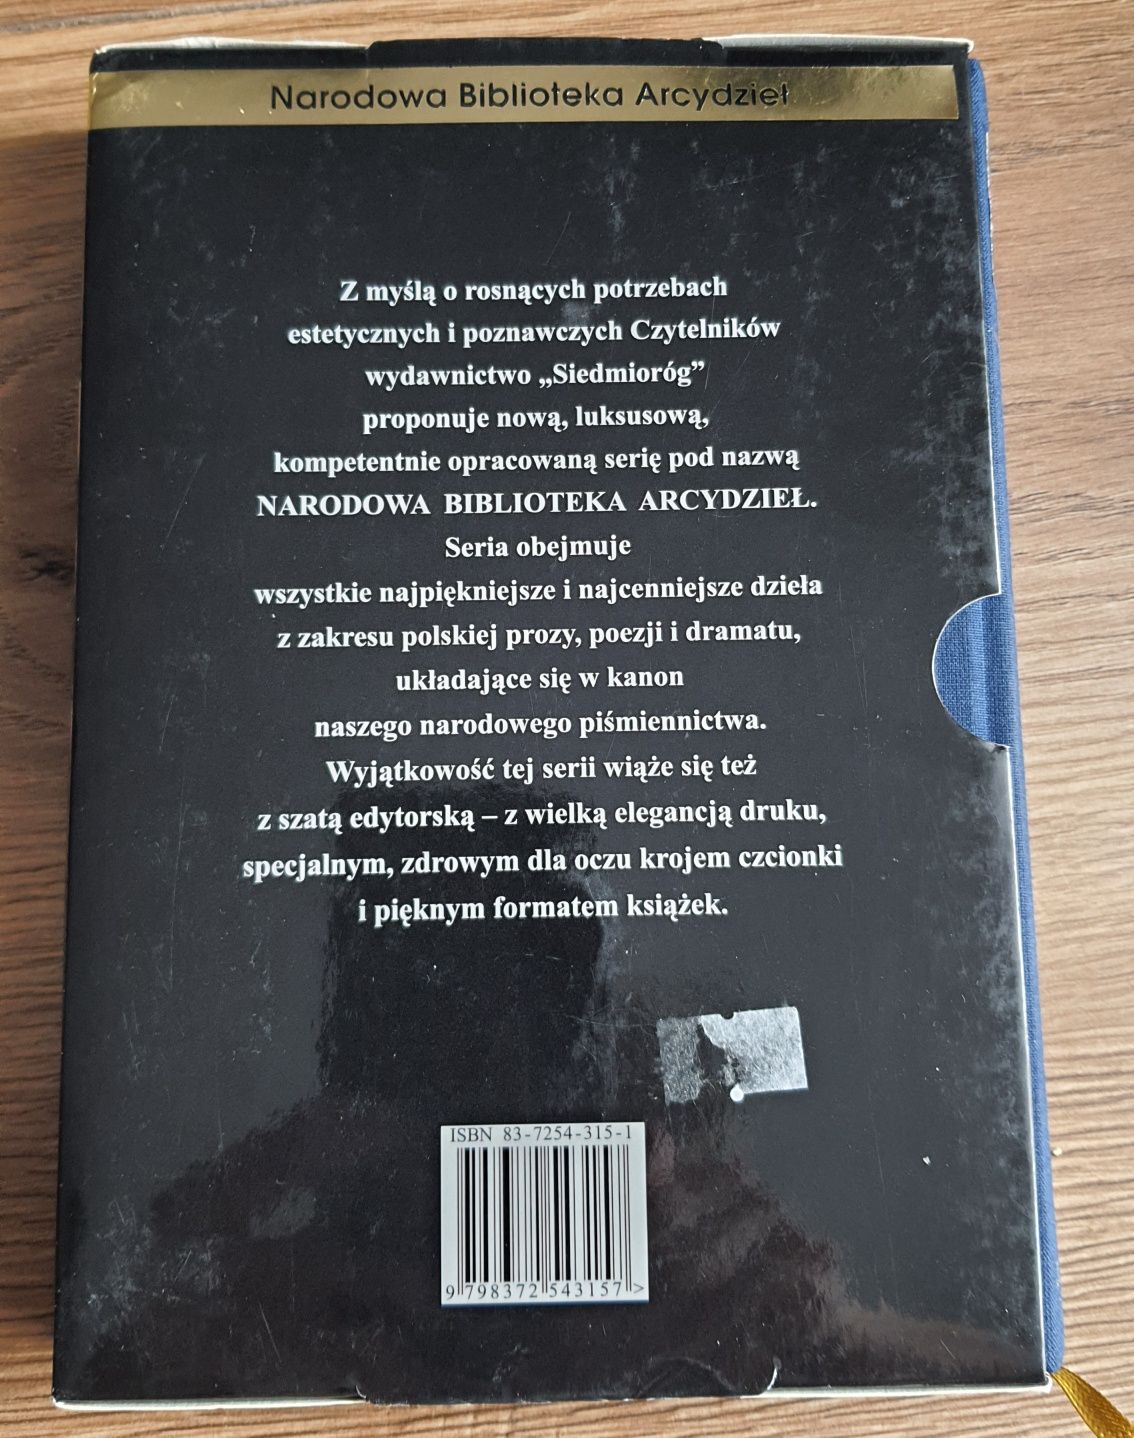 Narodowa Biblioteka Arcydzieł
Z myślą o rosnących potrzebach
estetycznych i poznawczych Czytelników
wydawnictwo „Siedmioróg”
proponuje nową, luksusową,
kompetentnie opracowaną serię pod nazwą
NARODOWA BIBLIOTEKA ARCYDZIEŁ.
Seria obejmuje
wszystkie najpiękniejsze i najcenniejsze dzieła
z zakresu polskiej prozy, poezji i dramatu,
układające się w kanon
naszego narodowego piśmiennictwa.
Wyjątkowość tej serii wiąże się też
z szatą edytorską – z wielką elegancją druku,
specjalnym, zdrowym dla oczu krojem czcionki
i pięknym formatem książek.
ISBN 83-7254-315-1
9 798372 543157 >